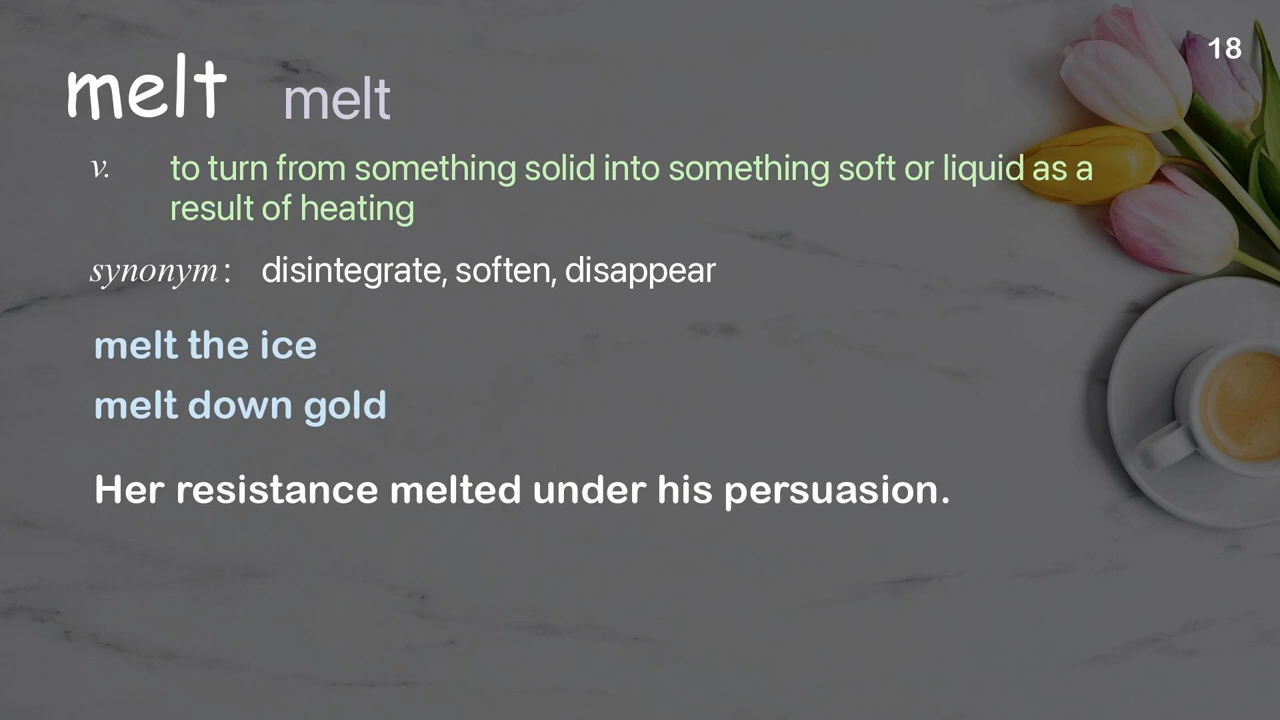 18
melt melt
v. to turn from something solid into something soft or liquid as a
result of heating
synonym: disintegrate, soften, disappear
melt the ice
melt down gold
Her resistance melted under his persuasion.